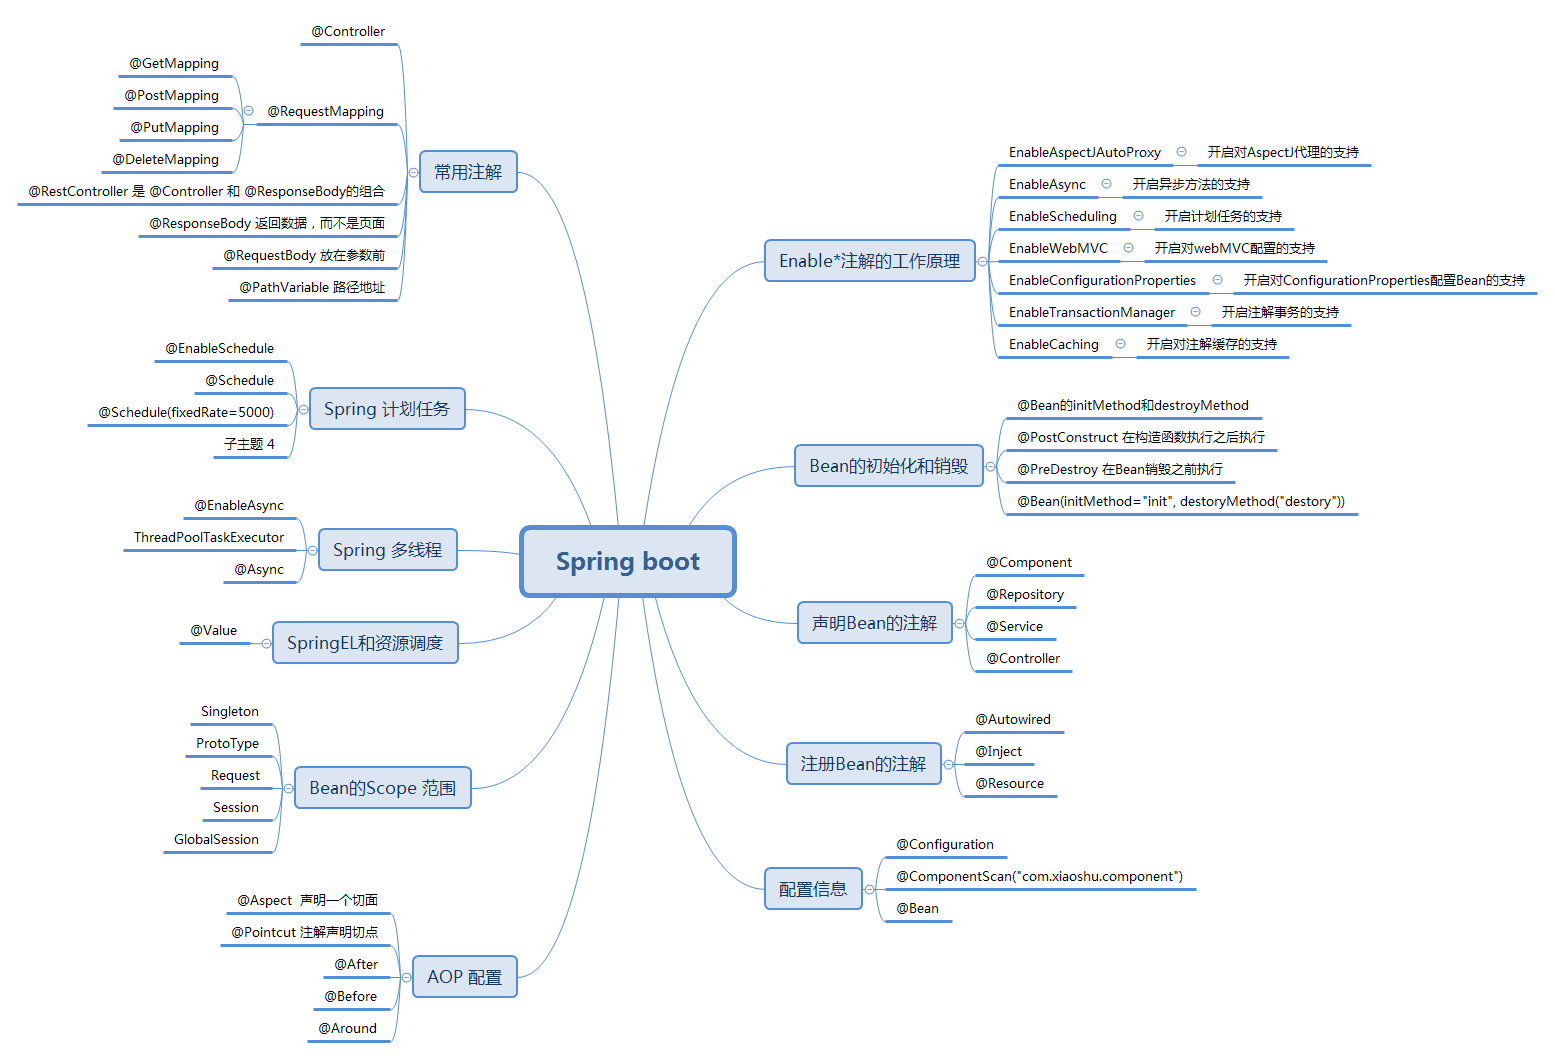 Spring boot
常用注解
@Controller
@RequestMapping
@GetMapping
@PostMapping
@PutMapping
@DeleteMapping
@RestController 是 @Controller 和 @ResponseBody的组合
@ResponseBody 返回数据，而不是页面
@RequestBody 放在参数前
@PathVariable 路径地址
Spring 计划任务
@EnableSchedule
@Schedule
@Schedule(fixedRate=5000)
子主题 4
Spring 多线程
@EnableAsync
ThreadPoolTaskExecutor
@Async
SpringEL和资源调度
@Value
Bean的Scope 范围
Singleton
ProtoType
Request
Session
GlobalSession
AOP 配置
@Aspect  声明一个切面
@Pointcut 注解声明切点
@After
@Before
@Around
Enable*注解的工作原理
EnableAspectJAutoProxy
开启对AspectJ代理的支持
EnableAsync
开启异步方法的支持
EnableScheduling
开启计划任务的支持
EnableWebMVC
开启对webMVC配置的支持
EnableConfigurationProperties
开启对ConfigurationProperties配置Bean的支持
EnableTransactionManager
开启注解事务的支持
EnableCaching
开启对注解缓存的支持
Bean的初始化和销毁
@Bean的initMethod和destroyMethod
@PostConstruct 在构造函数执行之后执行
@PreDestroy 在Bean销毁之前执行
@Bean(initMethod="init", destoryMethod("destory"))
声明Bean的注解
@Component
@Repository
@Service
@Controller
注册Bean的注解
@Autowired
@Inject
@Resource
配置信息
@Configuration
@ComponentScan("com.xiaoshu.component")
@Bean